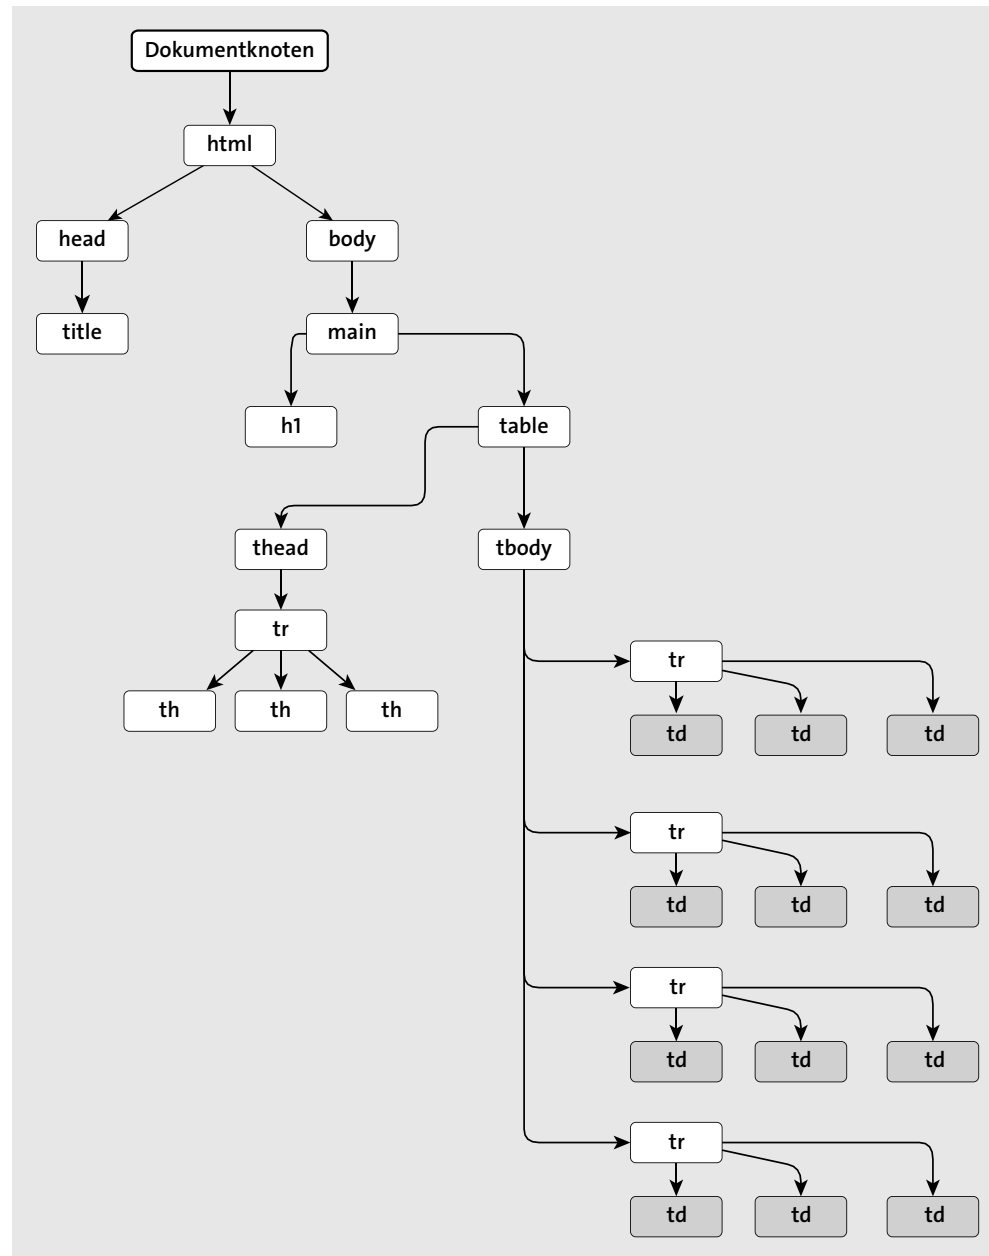 Dokumentknoten
html
head body
title main
h1 table
thead tbody
tr
tr
th th th
td td td
tr
td td td
tr
td td td
tr
td td td